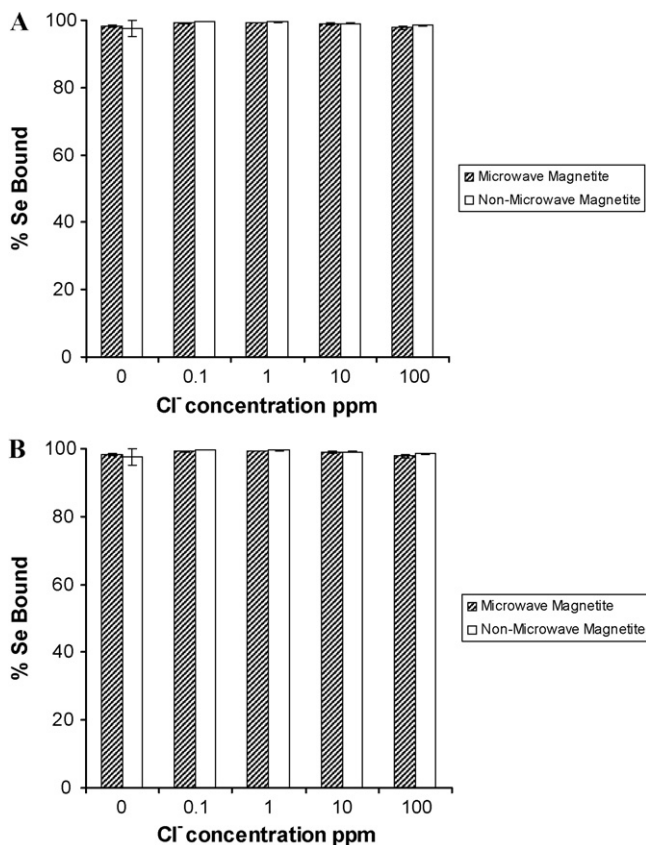 A
% Se Bound
100
80
60
40
20
0
0 0.1 1 10 100
Cl⁻ concentration ppm
Microwave Magnetite
Non-Microwave Magnetite
B
% Se Bound
100
80
60
40
20
0
0 0.1 1 10 100
Cl⁻ concentration ppm
Microwave Magnetite
Non-Microwave Magnetite